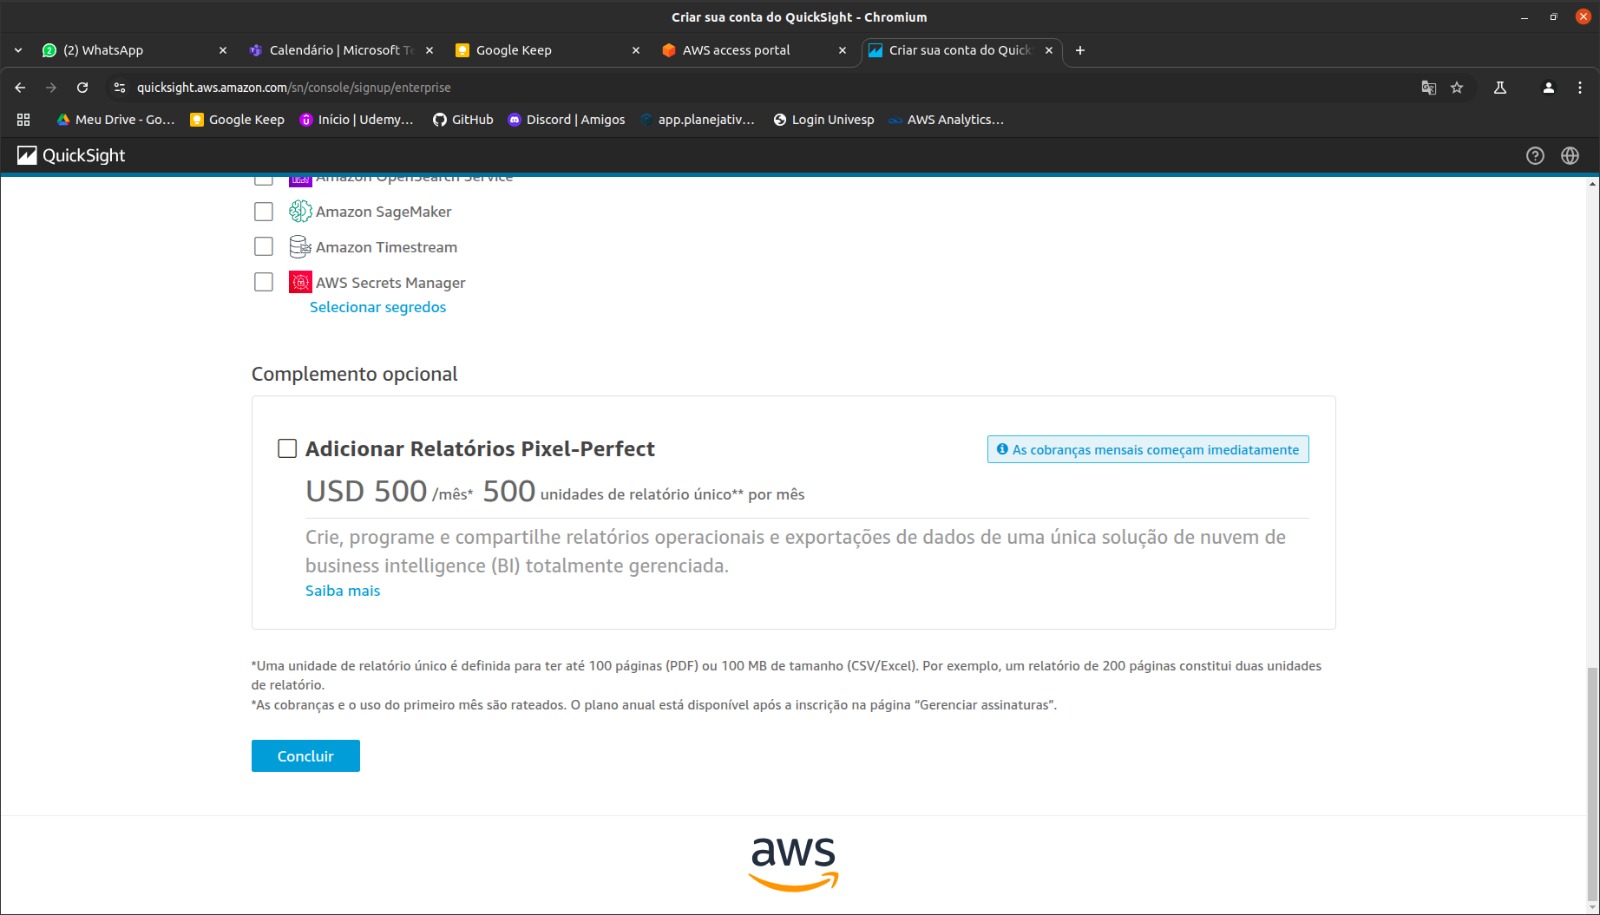 Criar sua conta do QuickSight - Chromium
(2) WhatsApp
Calendário | Microsoft Te
Google Keep
AWS access portal
Criar sua conta do Quick
quicksight.aws.amazon.com/sn/console/signup/enterprise
Meu Drive - Go...
Google Keep
Início | Udemy...
GitHub
Discord | Amigos
app.planejativ...
Login Univesp
AWS Analytics...
QuickSight
Amazon OpenSearch Service
Amazon SageMaker
Amazon Timestream
AWS Secrets Manager
Selecionar segredos
Complemento opcional
Adicionar Relatórios Pixel-Perfect
As cobranças mensais começam imediatamente
USD 500 /mês* 500 unidades de relatório único** por mês
Crie, programe e compartilhe relatórios operacionais e exportações de dados de uma única solução de nuvem de
business intelligence (BI) totalmente gerenciada.
Saiba mais
*Uma unidade de relatório único é definida para ter até 100 páginas (PDF) ou 100 MB de tamanho (CSV/Excel). Por exemplo, um relatório de 200 páginas constitui duas unidades
de relatório.
*As cobranças e o uso do primeiro mês são rateados. O plano anual está disponível após a inscrição na página “Gerenciar assinaturas”.
Concluir
aws